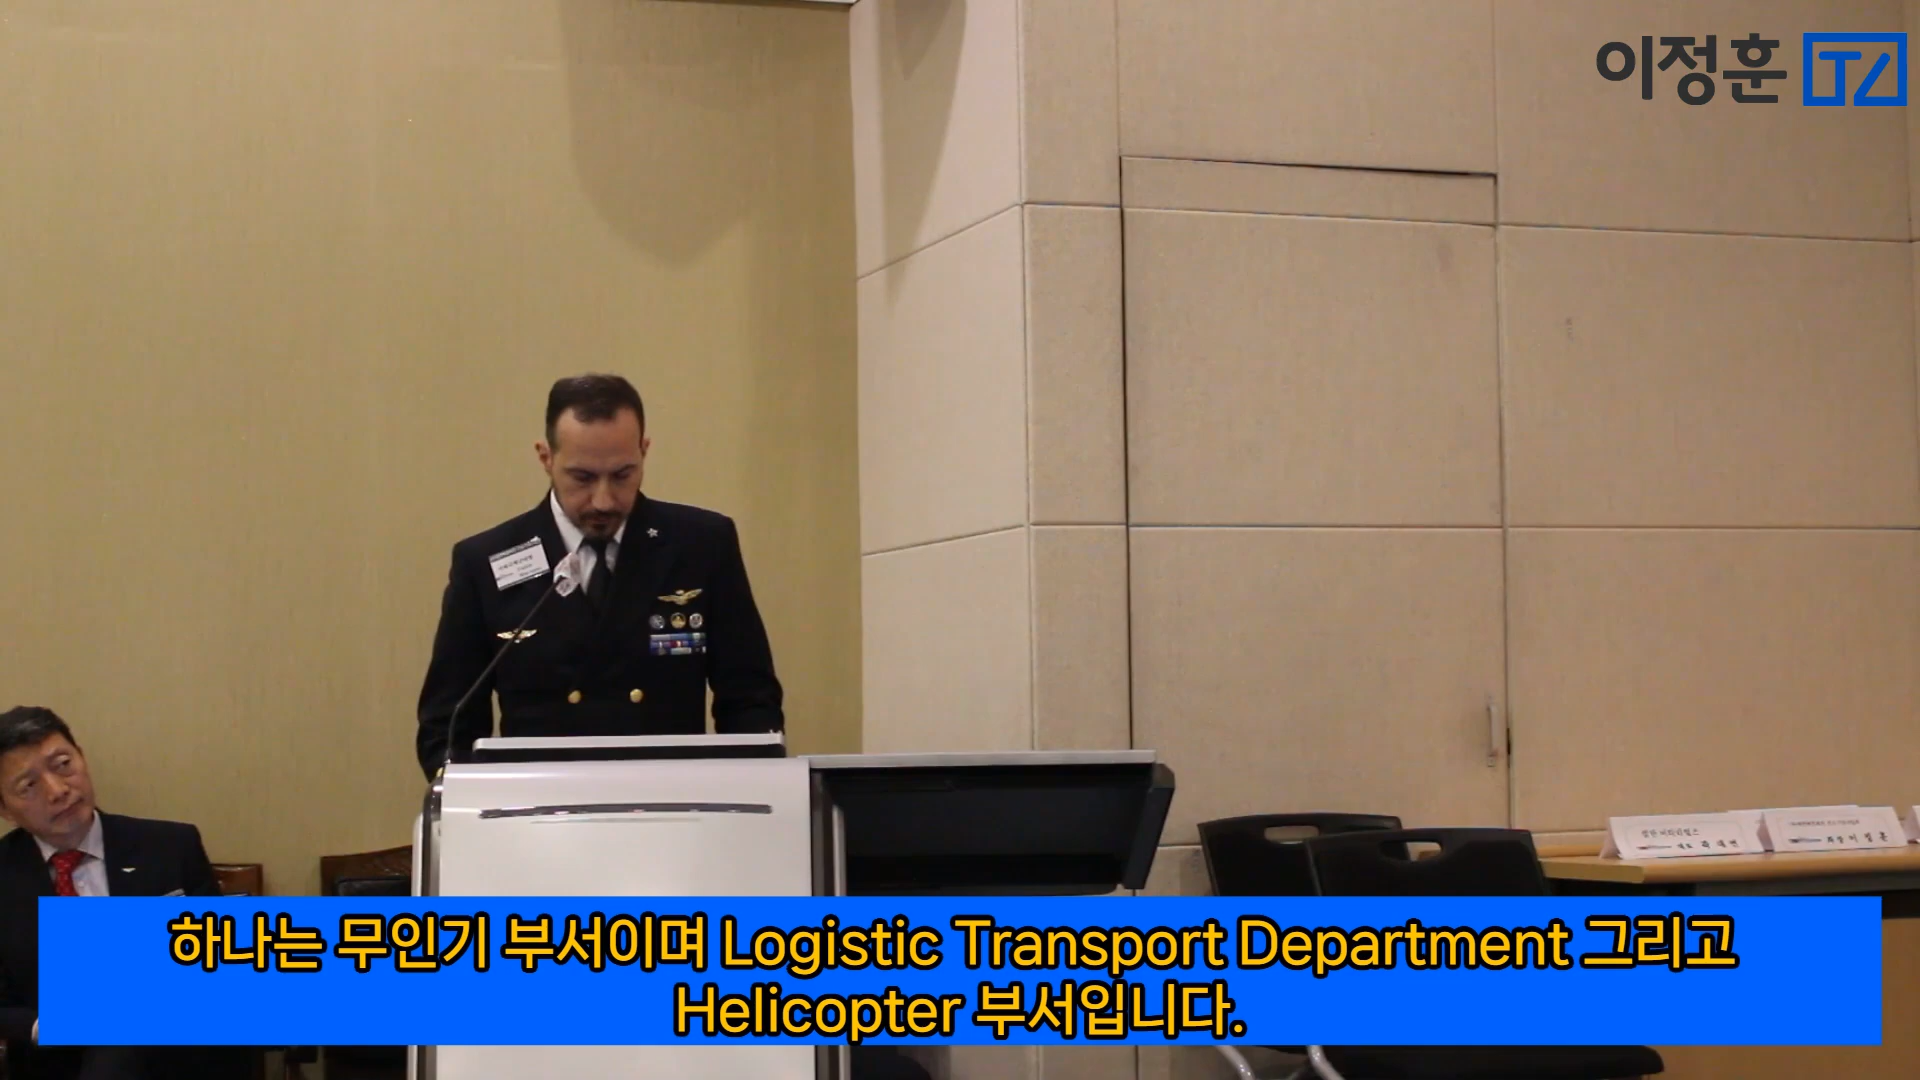 이정훈 TV
하나는 무인기 부서이며 Logistic Transport Department 그리고
Helicopter 부서입니다.